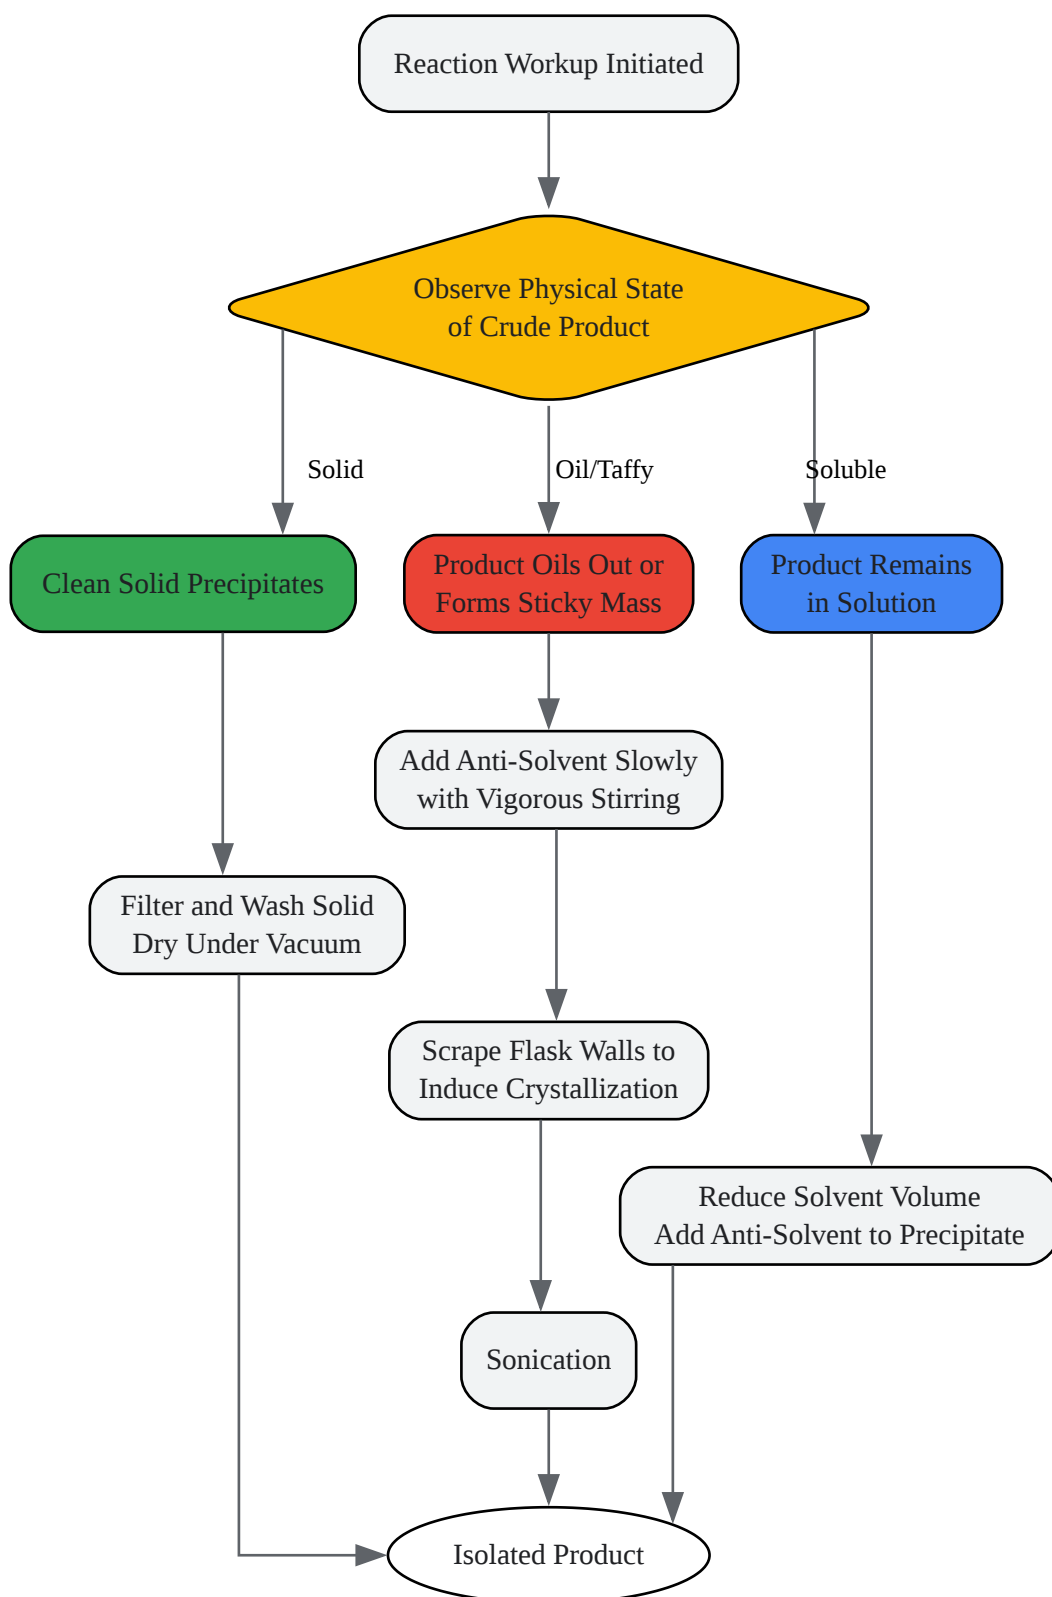 Reaction Workup Initiated
Observe Physical State
of Crude Product
Solid
Oil/Taffy
Soluble
Clean Solid Precipitates
Product Oils Out or
Forms Sticky Mass
Product Remains
in Solution
Add Anti-Solvent Slowly
with Vigorous Stirring
Filter and Wash Solid
Dry Under Vacuum
Scrape Flask Walls to
Induce Crystallization
Reduce Solvent Volume
Add Anti-Solvent to Precipitate
Sonication
Isolated Product